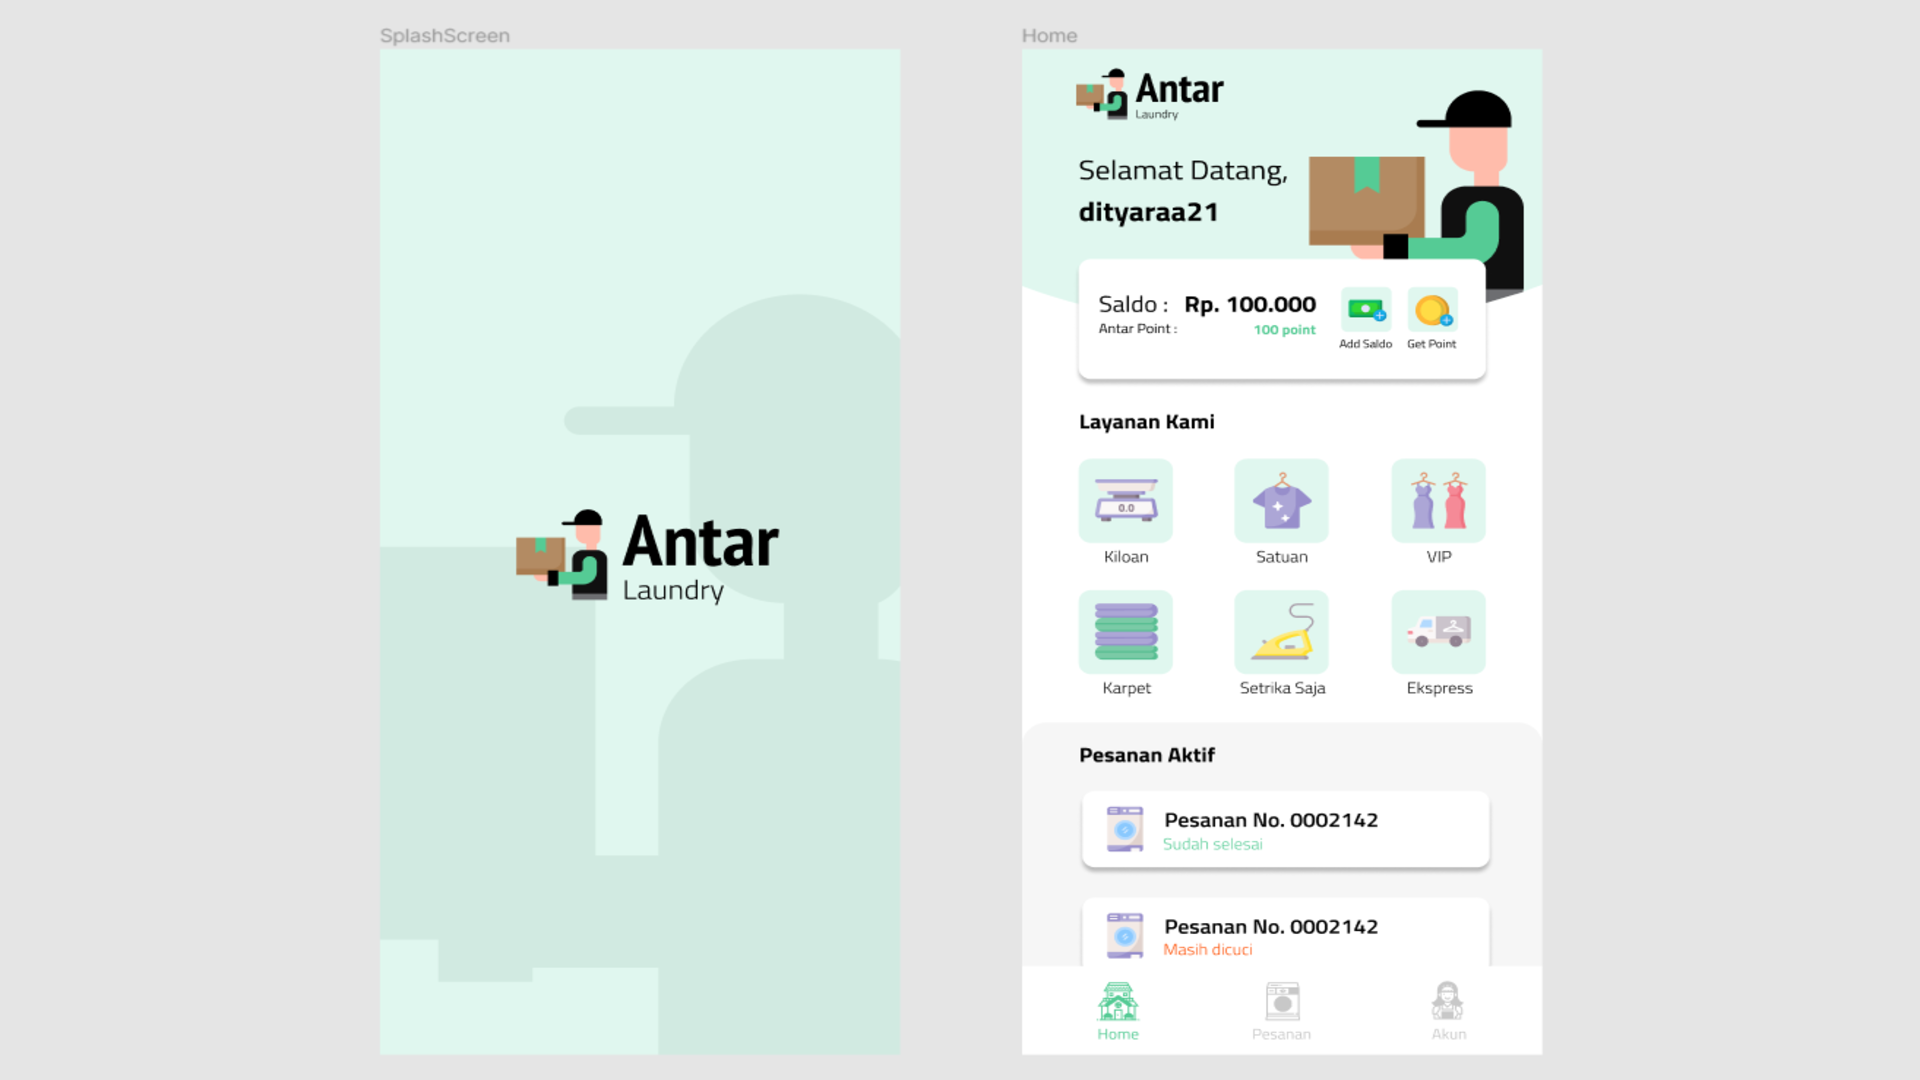 SplashScreen
Antar
Laundry
Home
Antar
Laundry
Selamat Datang,
dityaraa21
Saldo : Rp. 100.000
Antar Point : 100 point
Add Saldo Get Point
Layanan Kami
0.0
Kiloan Satuan VIP
Karpet Setrika Saja Ekspress
Pesanan Aktif
Pesanan No. 0002142
Sudah selesai
Pesanan No. 0002142
Masih dicuci
Home Pesanan Akun